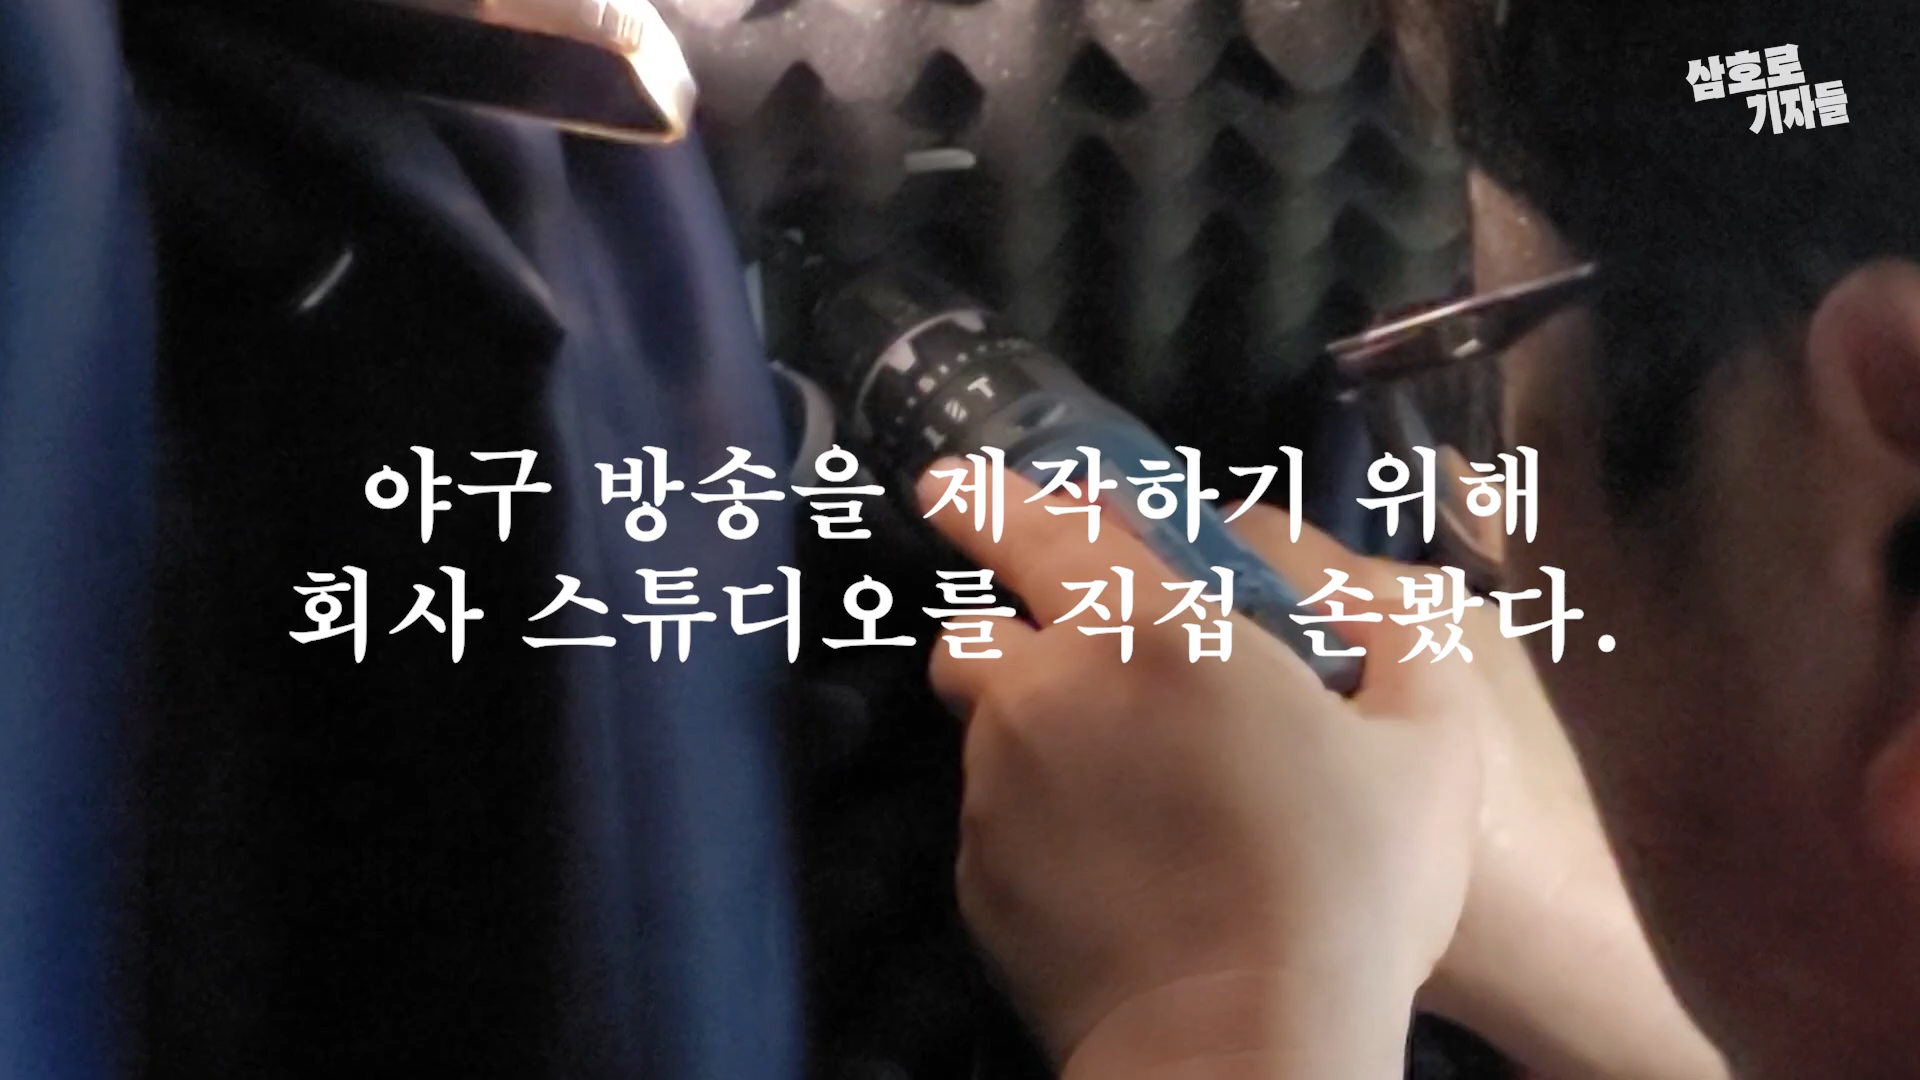 삼호로
기자들
야구 방송을 제작하기 위해
회사 스튜디오를 직접 손봤다.